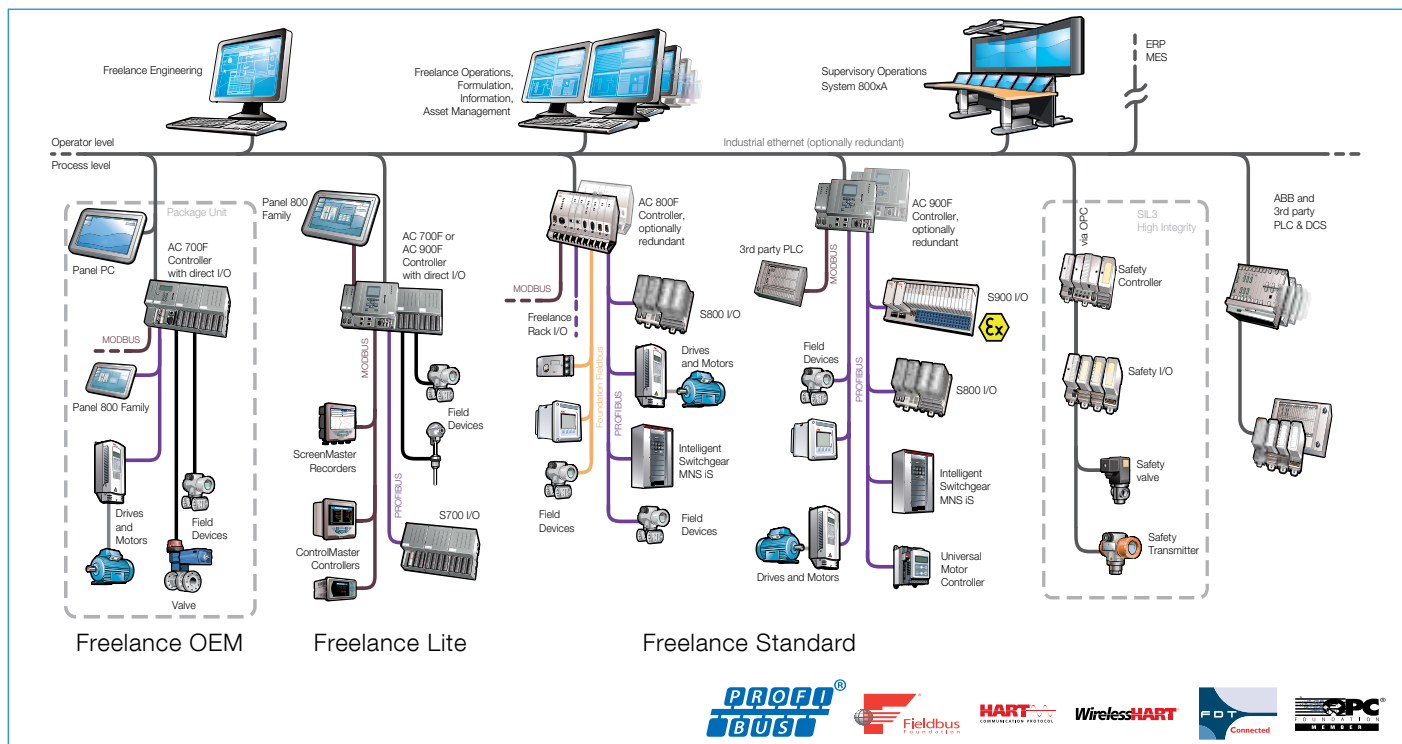 Freelance Engineering
Freelance Operations,
Formulation,
Information,
Asset Management
Supervisory Operations
System 800xA
ERP
MES
Operator level
Industrial ethernet (optionally redundant)
Process level
Package Unit
Panel PC
AC 700F
Controller
with direct I/O
MODBUS
Panel 800 Family
Drives
and
Motors
Field
Devices
Valve
Panel 800
Family
AC 700F or
AC 900F
Controller
with direct I/O
MODBUS
PROFIBUS
Field
Devices
ScreenMaster
Recorders
ControlMaster
Controllers
S700 I/O
AC 800F
Controller,
optionally
redundant
MODBUS
Freelance
Rack I/O
Foundation Fieldbus
PROFIBUS
S800 I/O
Drives
and Motors
Intelligent
Switchgear
MNS iS
Field
Devices
Field
Devices
AC 900F
Controller,
optionally
redundant
3rd party PLC
MODBUS
S900 I/O
Ex
Field
Devices
PROFIBUS
S800 I/O
Intelligent
Switchgear
MNS iS
Drives and Motors
Universal
Motor
Controller
via OPC
SIL3
High Integrity
Safety
Controller
Safety I/O
Safety
valve
Safety
Transmitter
ABB and
3rd party
PLC & DCS
Freelance OEM
Freelance Lite
Freelance Standard
PROFI
BUS
®
Fieldbus
Foundation
HART
COMMUNICATION PROTOCOL
WirelessHART
FDT
Connected
OPC
®
FOUNDATION
MEMBER